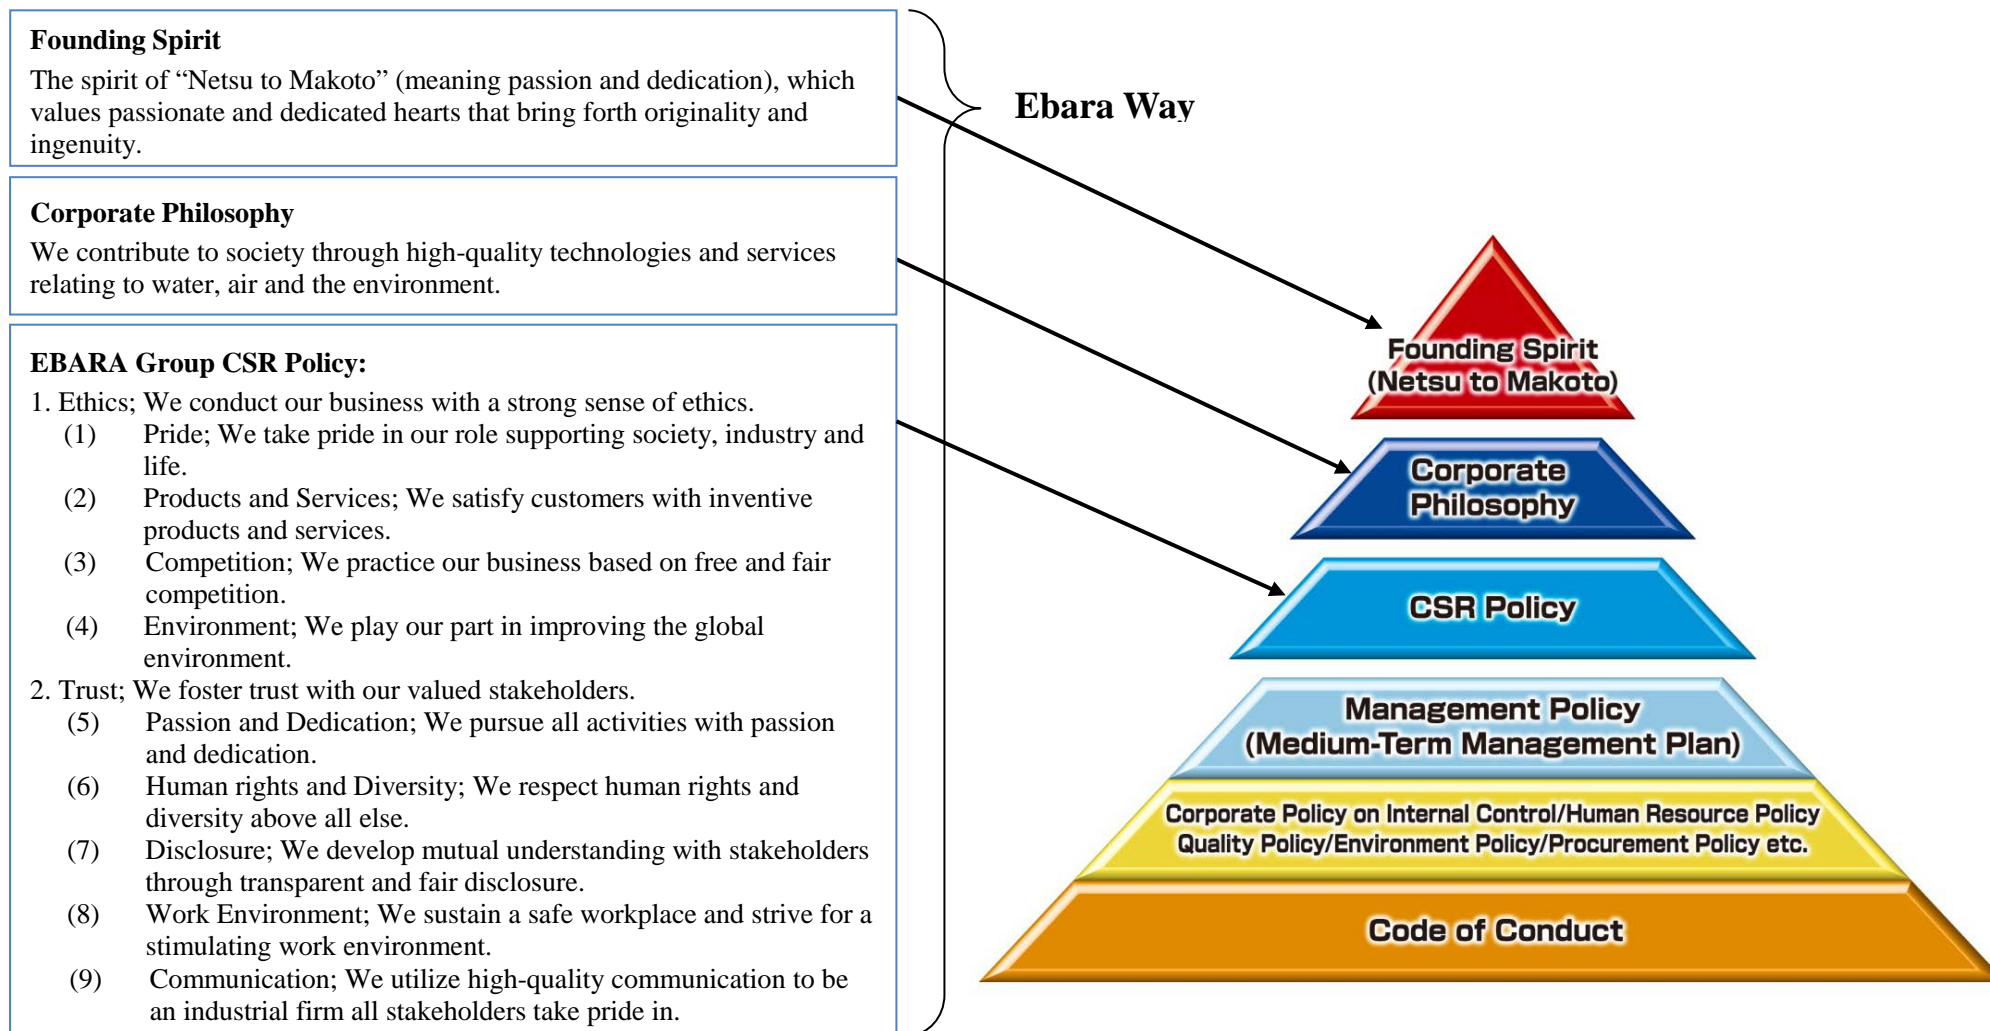 Founding Spirit
The spirit of “Netsu to Makoto” (meaning passion and dedication), which
values passionate and dedicated hearts that bring forth originality and
ingenuity.
Corporate Philosophy
We contribute to society through high-quality technologies and services
relating to water, air and the environment.
EBARA Group CSR Policy:
1. Ethics; We conduct our business with a strong sense of ethics.
(1) Pride; We take pride in our role supporting society, industry and
life.
(2) Products and Services; We satisfy customers with inventive
products and services.
(3) Competition; We practice our business based on free and fair
competition.
(4) Environment; We play our part in improving the global
environment.
2. Trust; We foster trust with our valued stakeholders.
(5) Passion and Dedication; We pursue all activities with passion
and dedication.
(6) Human rights and Diversity; We respect human rights and
diversity above all else.
(7) Disclosure; We develop mutual understanding with stakeholders
through transparent and fair disclosure.
(8) Work Environment; We sustain a safe workplace and strive for a
stimulating work environment.
(9) Communication; We utilize high-quality communication to be
an industrial firm all stakeholders take pride in.
Ebara Way
Founding Spirit
(Netsu to Makoto)
Corporate
Philosophy
CSR Policy
Management Policy
(Medium-Term Management Plan)
Corporate Policy on Internal Control/Human Resource Policy
Quality Policy/Environment Policy/Procurement Policy etc.
Code of Conduct